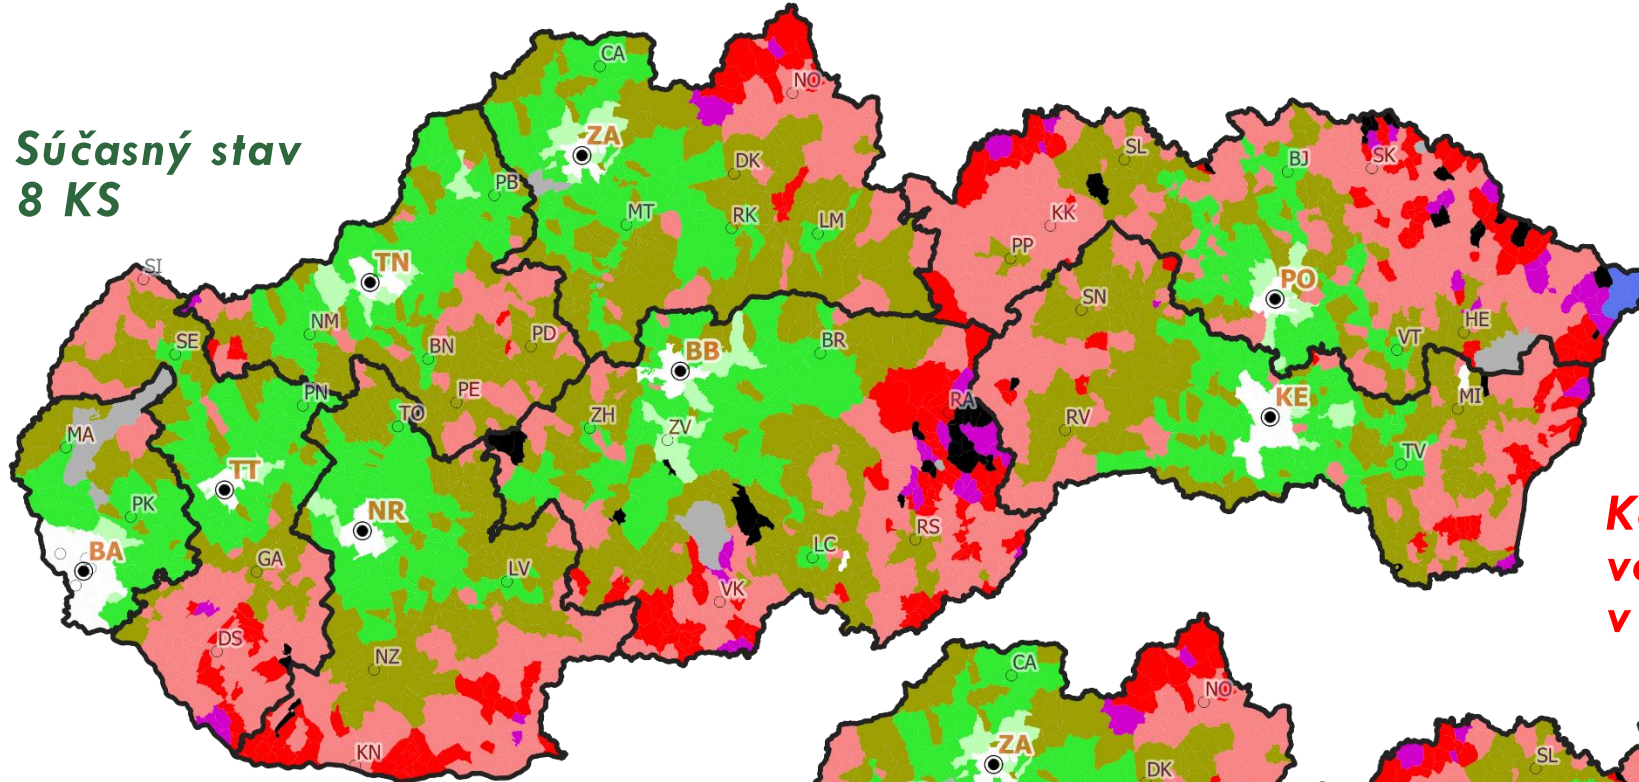 Súčasný stav
8 KS
CA
NO
ZA
DK
SL
BJ
SK
PB
MT
RK
LM
KK
PP
TN
SI
PO
SN
NM
BN
PD
SE
BB
BR
VT
HE
PN
PE
TO
ZH
ZV
RA
RV
KE
MI
MA
TT
TV
PK
NR
BA
GA
LV
LC
RS
VK
DS
NZ
KN
CA
NO
ZA
DK
SL
v